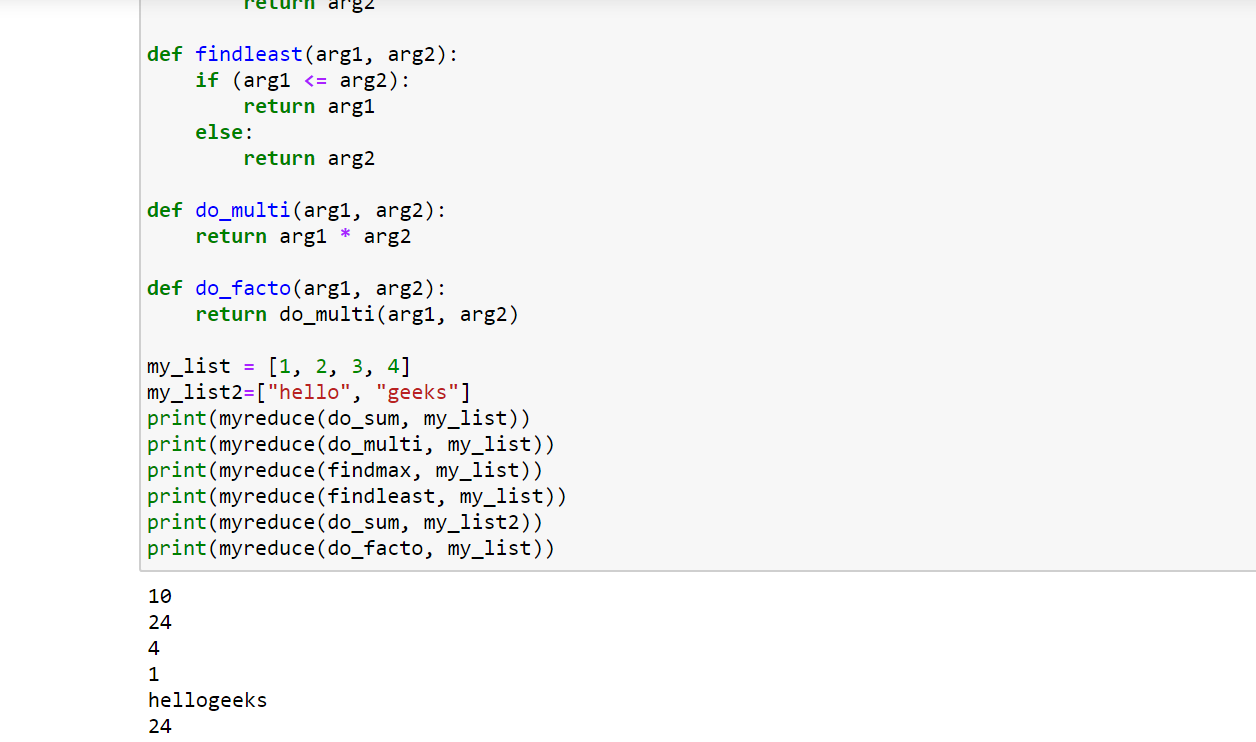 return arg2
def findleast(arg1, arg2):
    if (arg1 <= arg2):
        return arg1
    else:
        return arg2
def do_multi(arg1, arg2):
    return arg1 * arg2
def do_facto(arg1, arg2):
    return do_multi(arg1, arg2)
my_list = [1, 2, 3, 4]
my_list2=["hello", "geeks"]
print(myreduce(do_sum, my_list))
print(myreduce(do_multi, my_list))
print(myreduce(findmax, my_list))
print(myreduce(findleast, my_list))
print(myreduce(do_sum, my_list2))
print(myreduce(do_facto, my_list))
10
24
4
1
hellogeeks
24